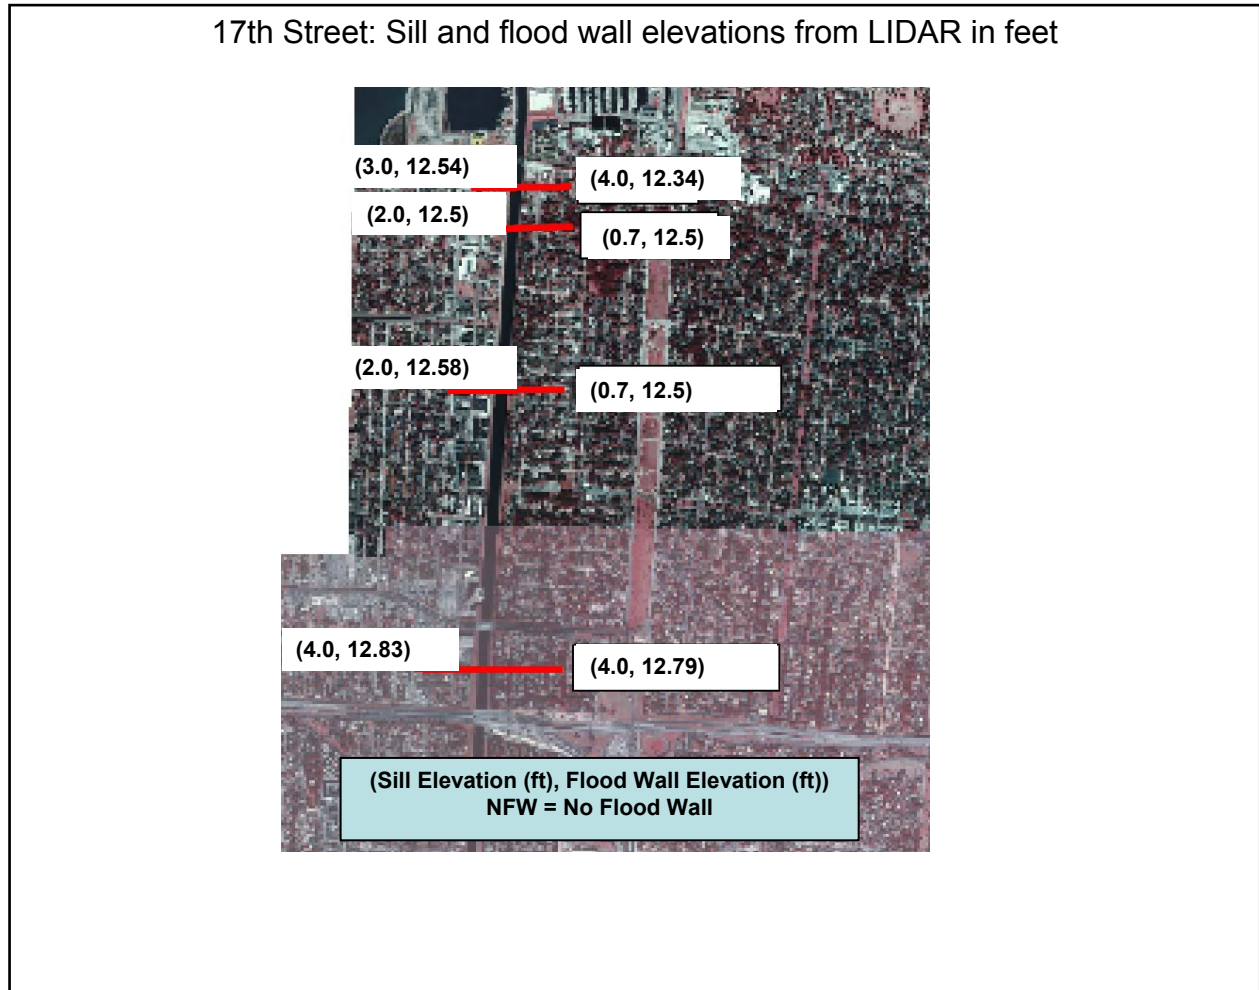 17th Street: Sill and flood wall elevations from LIDAR in feet
(3.0, 12.54)
(4.0, 12.34)
(2.0, 12.5)
(0.7, 12.5)
(2.0, 12.58)
(0.7, 12.5)
(4.0, 12.83)
(4.0, 12.79)
(Sill Elevation (ft), Flood Wall Elevation (ft))
NFW = No Flood Wall